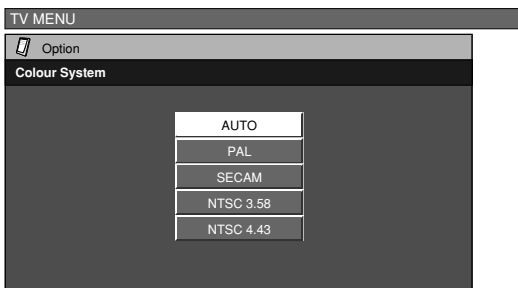 TV MENU
Option
Colour System
AUTO
PAL
SECAM
NTSC 3.58
NTSC 4.43